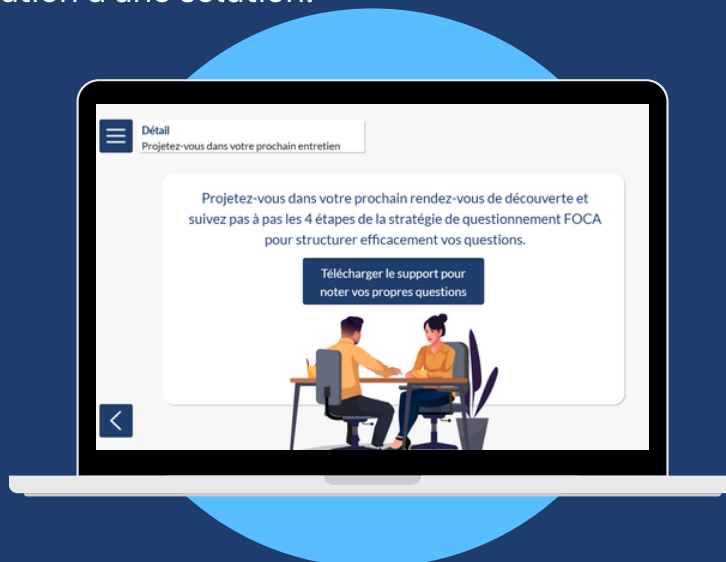 d'une solution.
Détail
Projetez-vous dans votre prochain entretien
Projetez-vous dans votre prochain rendez-vous de découverte et
suivez pas à pas les 4 étapes de la stratégie de questionnement FOCA
pour structurer efficacement vos questions.
Télécharger le support pour
noter vos propres questions